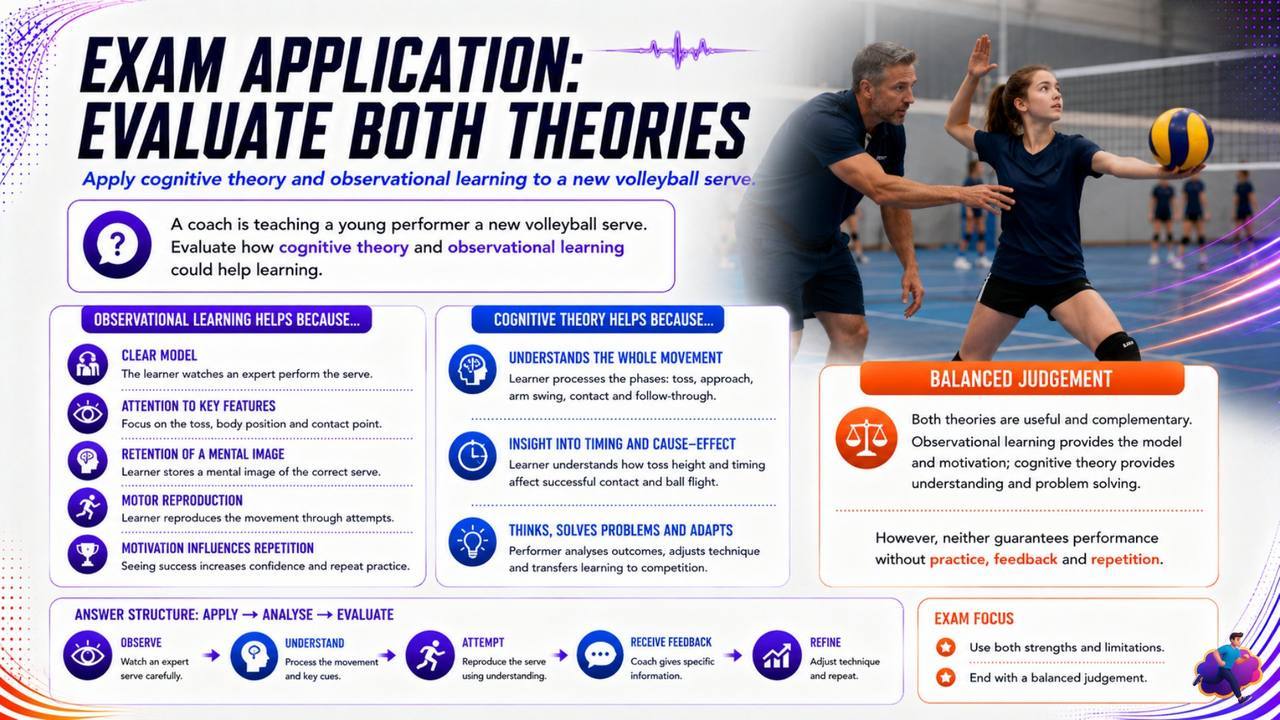 EXAM APPLICATION:
EVALUATE BOTH THEORIES
Apply cognitive theory and observational learning to a new volleyball serve.
?
A coach is teaching a young performer a new volleyball serve.
Evaluate how cognitive theory and observational learning
could help learning.
OBSERVATIONAL LEARNING HELPS BECAUSE...
CLEAR MODEL
The learner watches an expert perform the serve.
ATTENTION TO KEY FEATURES
Focus on the toss, body position and contact point.
RETENTION OF A MENTAL IMAGE
Learner stores a mental image of the correct serve.
MOTOR REPRODUCTION
Learner reproduces the movement through attempts.
MOTIVATION INFLUENCES REPETITION
Seeing success increases confidence and repeat practice.
COGNITIVE THEORY HELPS BECAUSE...
UNDERSTANDS THE WHOLE MOVEMENT
Learner processes the phases: toss, approach,
arm swing, contact and follow-through.
INSIGHT INTO TIMING AND CAUSE–EFFECT
Learner understands how toss height and timing
affect successful contact and ball flight.
THINKS, SOLVES PROBLEMS AND ADAPTS
Performer analyses outcomes, adjusts technique
and transfers learning to competition.
BALANCED JUDGEMENT
Both theories are useful and complementary.
Observational learning provides the model
and motivation; cognitive theory provides
understanding and problem solving.
However, neither guarantees performance
without practice, feedback and repetition.
ANSWER STRUCTURE: APPLY → ANALYSE → EVALUATE
OBSERVE
Watch an expert
serve carefully.
UNDERSTAND
Process the movement
and key cues.
ATTEMPT
Reproduce the serve
using understanding.
RECEIVE FEEDBACK
Coach gives specific
information.
REFINE
Adjust technique
and repeat.
EXAM FOCUS
Use both strengths and limitations.
End with a balanced judgement.